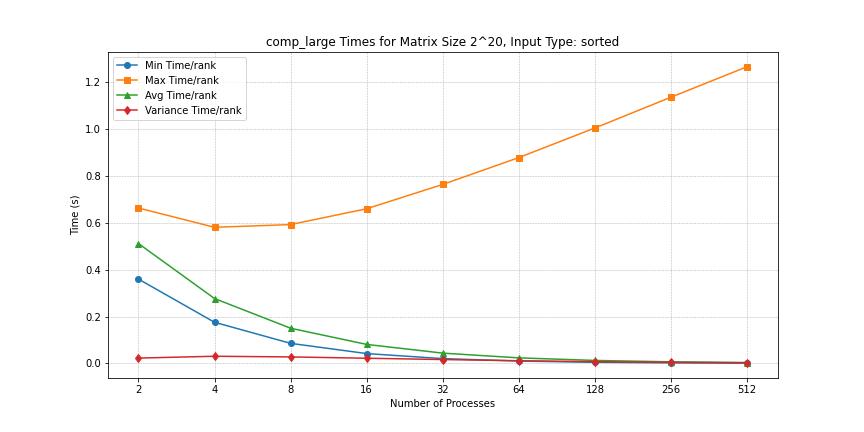 comp_large Times for Matrix Size 2^20, Input Type: sorted
Min Time/rank
Max Time/rank
Avg Time/rank
Variance Time/rank
Time (s)
1.2
1.0
0.8
0.6
0.4
0.2
0.0
2 4 8 16 32 64 128 256 512
Number of Processes